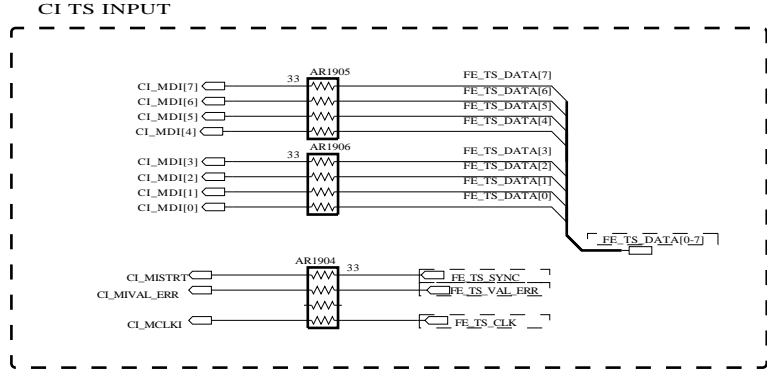 CI TS INPUT
33 AR1905 FE_TS_DATA[7]
CI_MDI[7] FE_TS_DATA[6]
CI_MDI[6] FE_TS_DATA[5]
CI_MDI[5] FE_TS_DATA[4]
CI_MDI[4]
33 AR1906 FE_TS_DATA[3]
CI_MDI[3] FE_TS_DATA[2]
CI_MDI[2] FE_TS_DATA[1]
CI_MDI[1] FE_TS_DATA[0]
CI_MDI[0]
FE_TS_DATA[0-7]
AR1904 33
CI_MISTRT FE_TS_SYNC
CI_MIVAL_ERR FE_TS_VAL_ERR
CI_MCLKI FE_TS_CLK